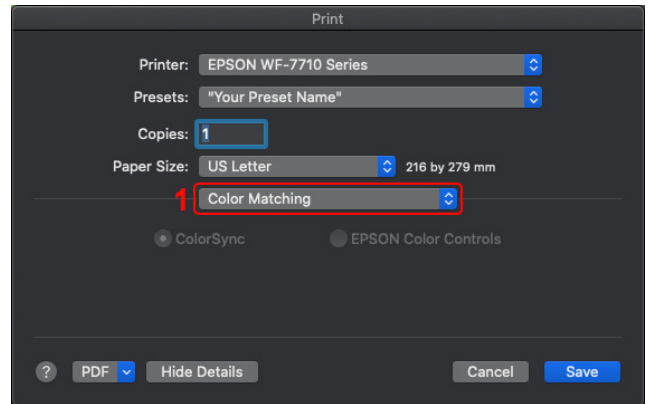 Print
Printer: EPSON WF-7710 Series
Presets: "Your Preset Name"
Copies: 1
Paper Size: US Letter 216 by 279 mm
1 Color Matching
ColorSync EPSON Color Controls
? PDF Hide Details Cancel Save